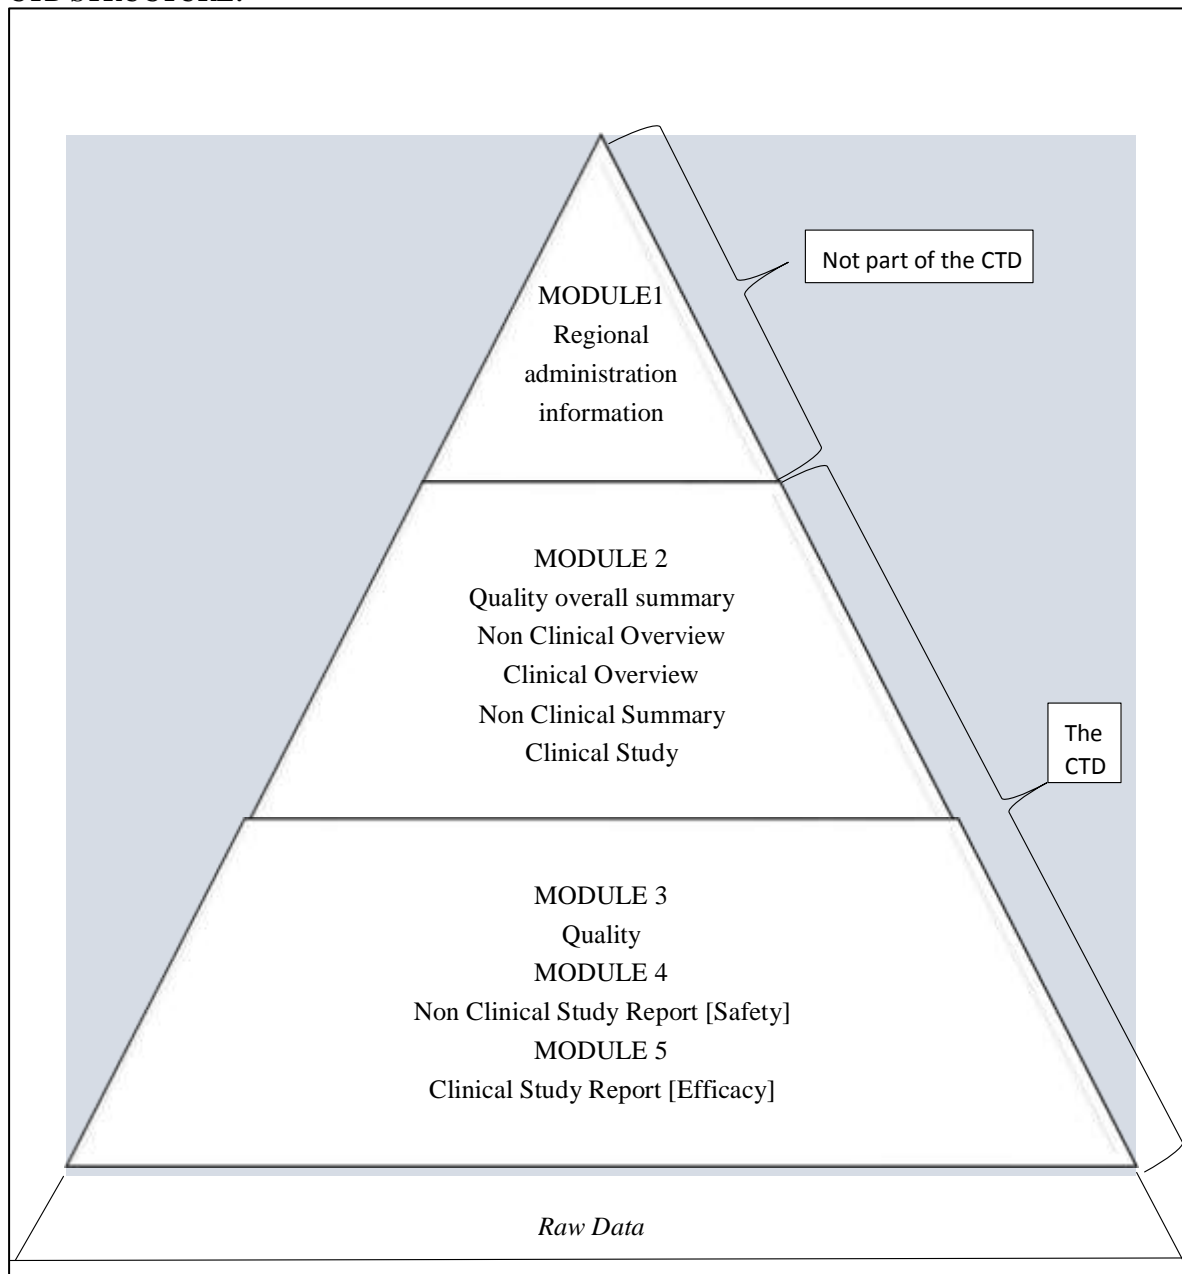 MODULE1
Regional
administration
information
Not part of the CTD
MODULE 2
Quality overall summary
Non Clinical Overview
Clinical Overview
Non Clinical Summary
Clinical Study
The
CTD
MODULE 3
Quality
MODULE 4
Non Clinical Study Report [Safety]
MODULE 5
Clinical Study Report [Efficacy]
Raw Data